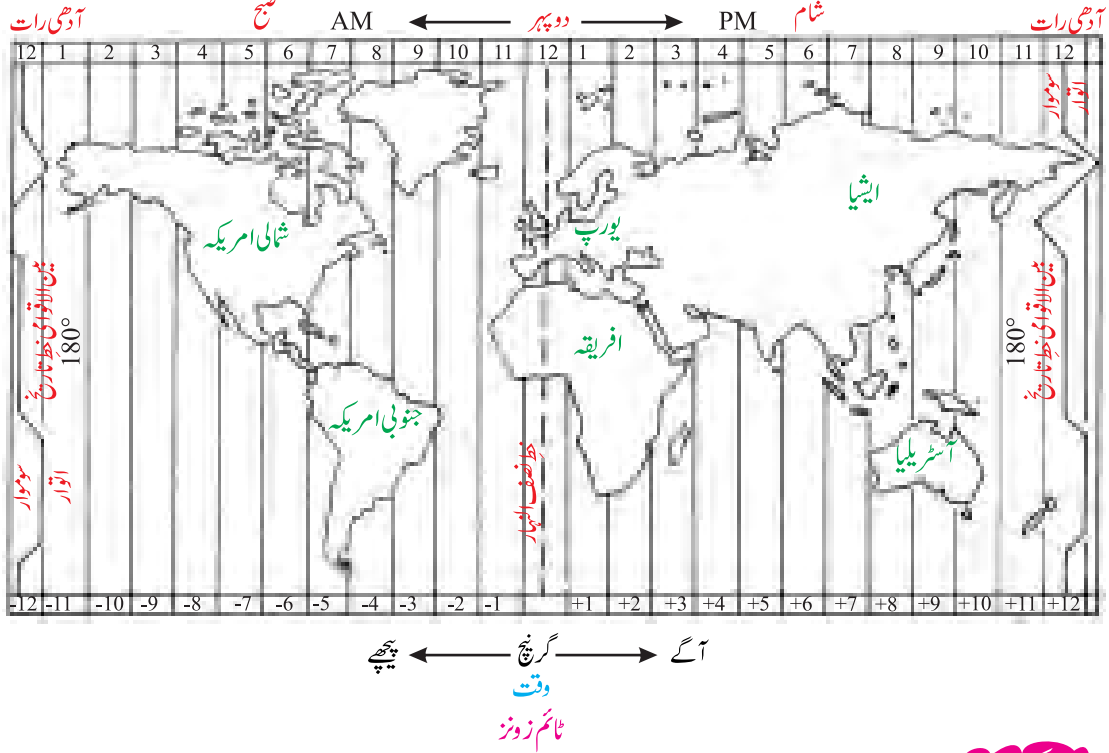 آدھی رات صبح AM دوپہر PM شام آدھی رات
12 1 2 3 4 5 6 7 8 9 10 11 12 1 2 3 4 5 6 7 8 9 10 11 12
سوموار اتوار
ایشیا
یورپ
شمالی امریکہ
بین الاقوامی خطِ تاریخ 180°
180° بین الاقوامی خطِ تاریخ
افریقہ
جنوبی امریکہ
آسٹریلیا
سوموار اتوار
خطِ نصف النہار
-12 -11 -10 -9 -8 -7 -6 -5 -4 -3 -2 -1 +1 +2 +3 +4 +5 +6 +7 +8 +9 +10 +11 +12
آگے گرینچ پیچھے
وقت
ٹائم زونز